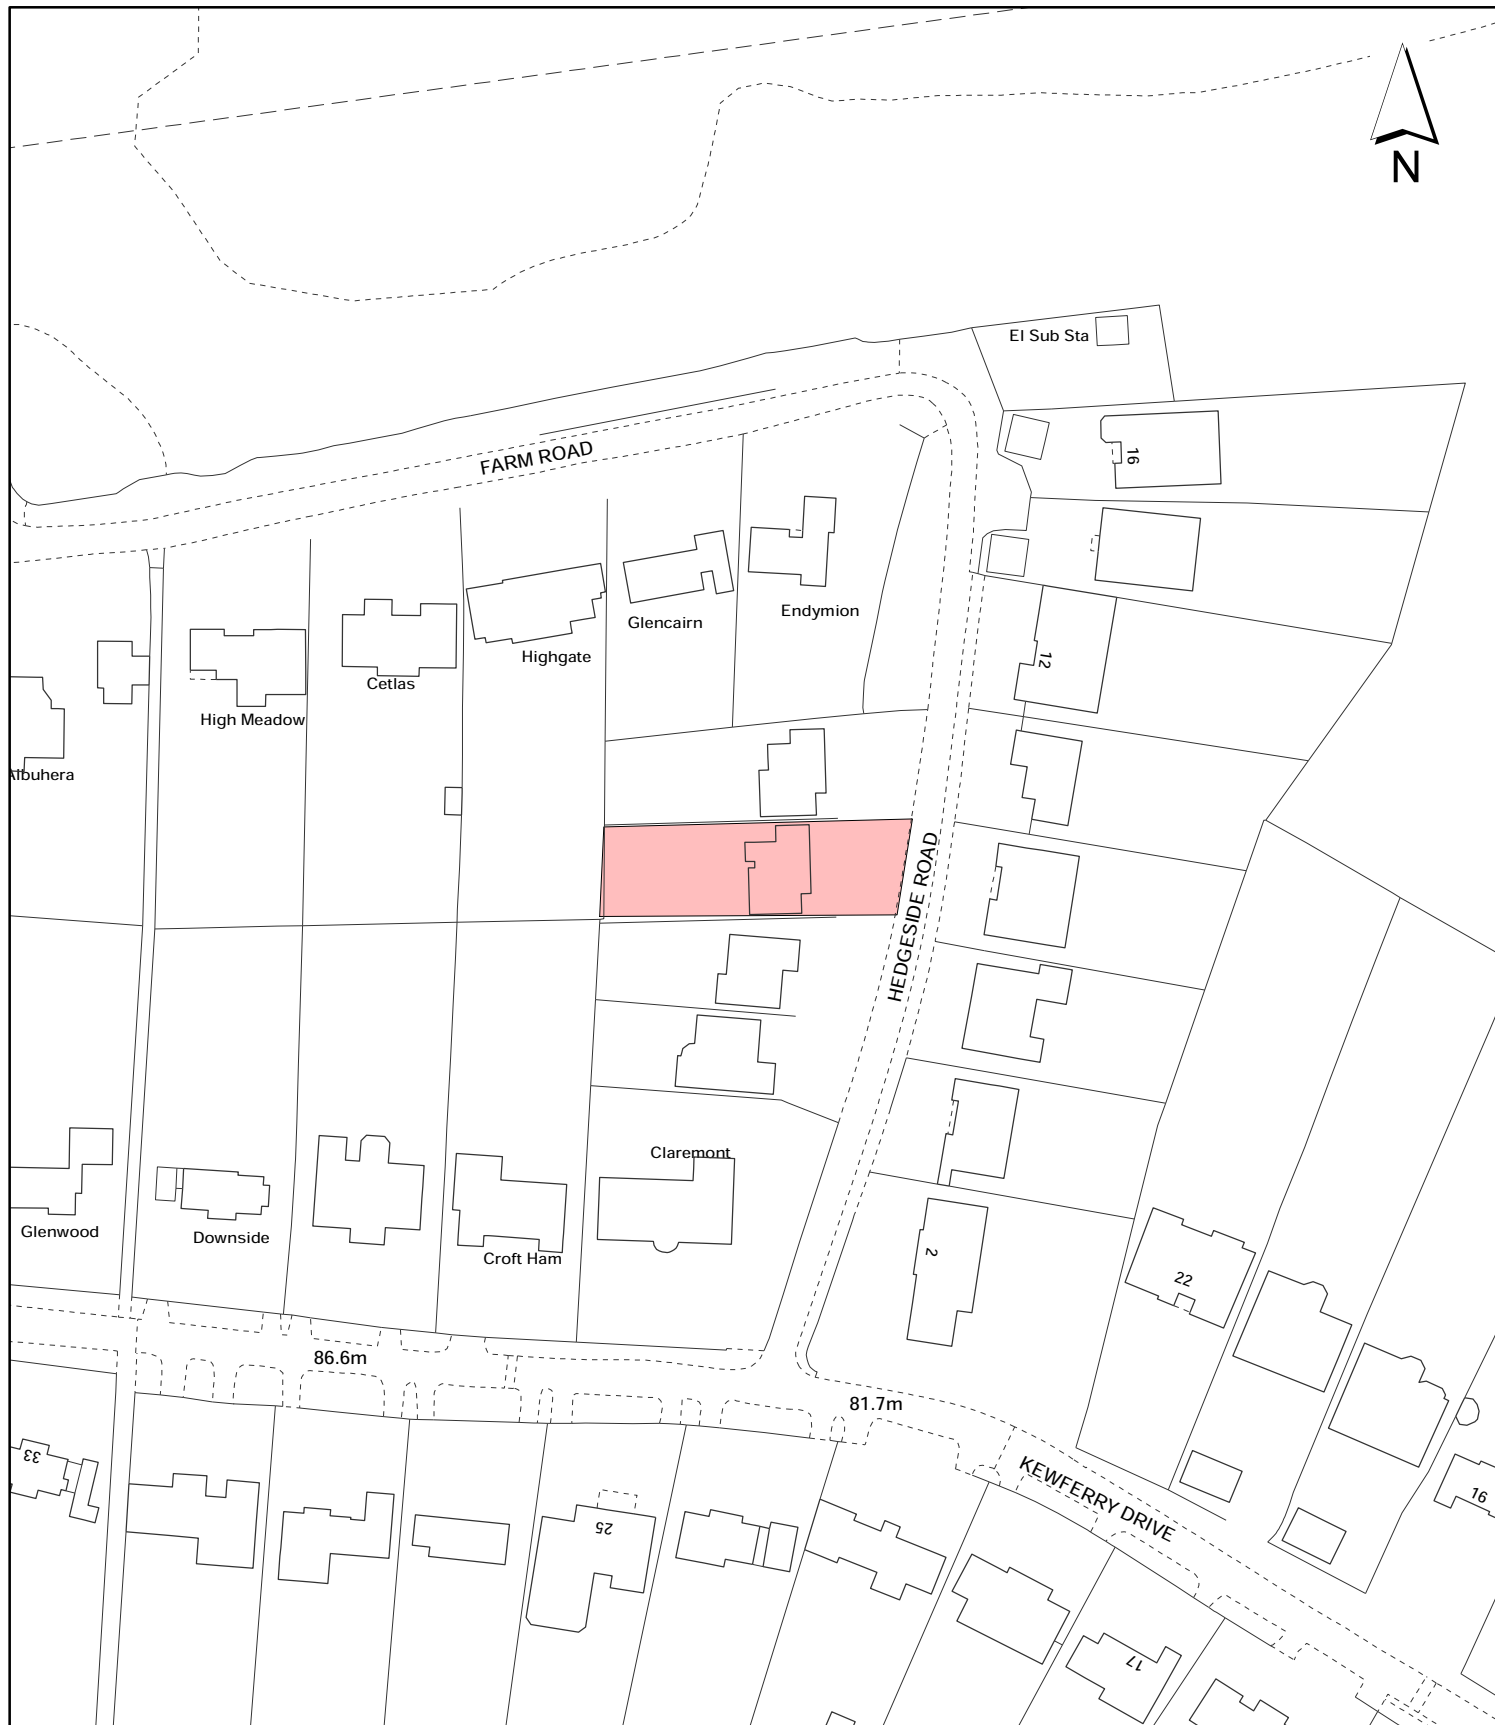 N
El Sub Sta
16
FARM ROAD
Glencairn
Endymion
Highgate
12
Cetlas
High Meadow
Albuhera
HEDGESIDE ROAD
Claremont
Glenwood
Downside
Croft Ham
2
22
86.6m
81.7m
33
KEWFERRY DRIVE
16
25
17